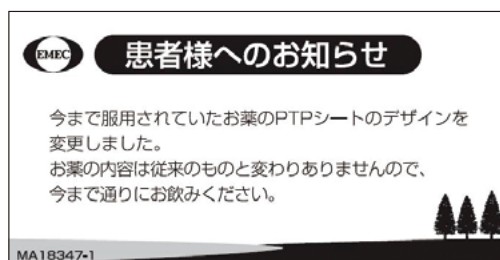 EMEC
患者様へのお知らせ
今まで服用されていたお薬のPTPシートのデザインを
変更しました。
お薬の内容は従来のものと変わりありませんので、
今まで通りにお飲みください。
MA18347-1